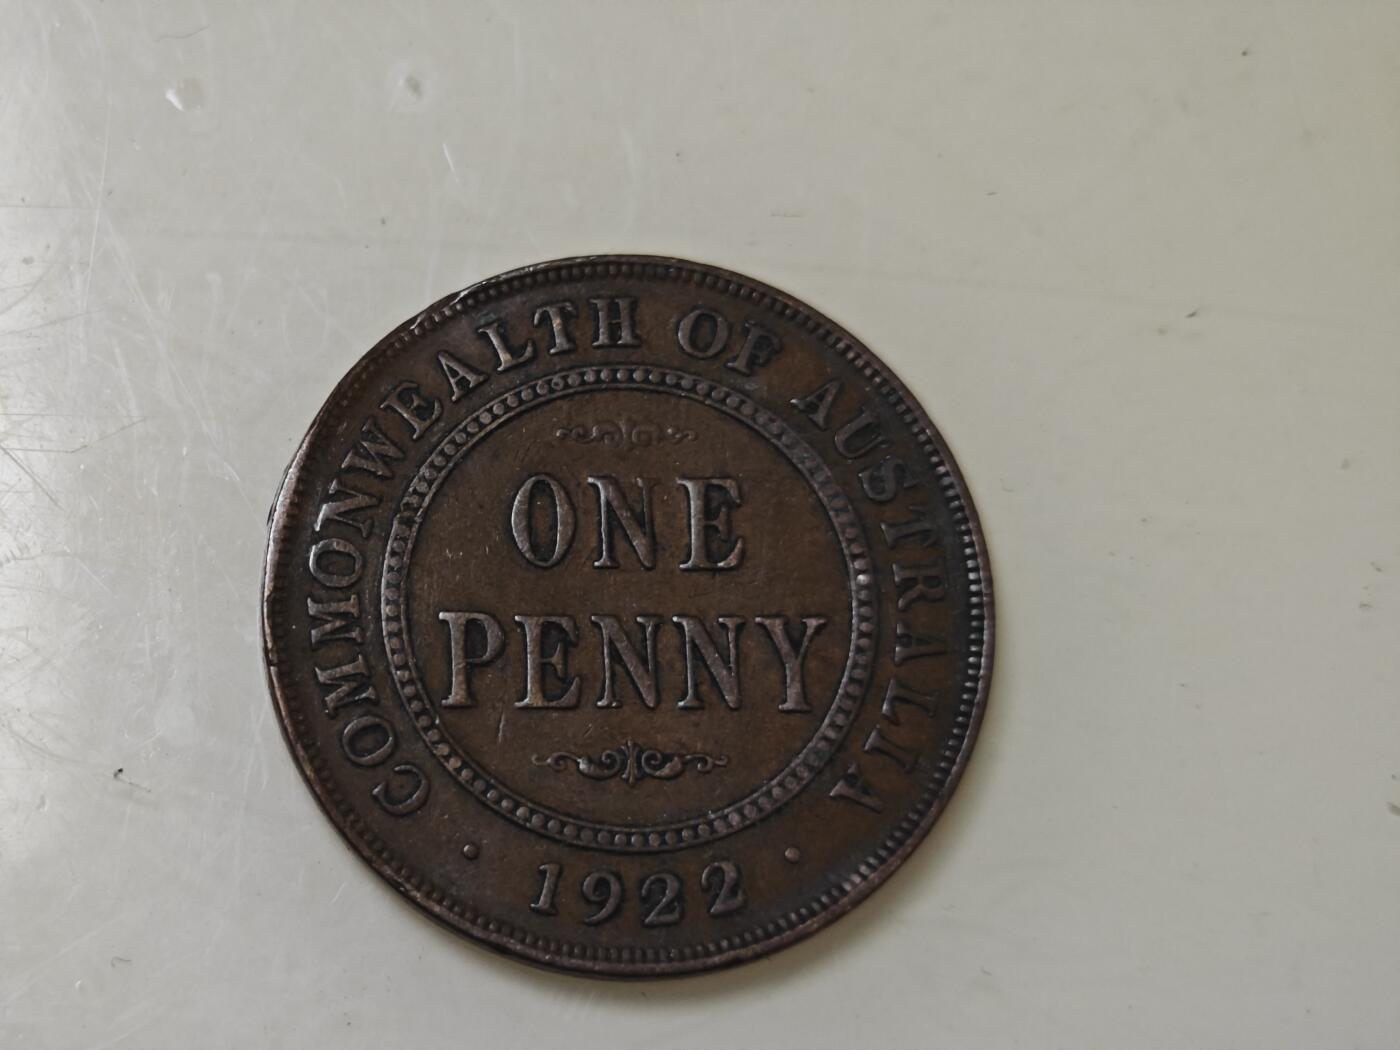 COMMONWEALTH OF AUSTRALIA
ONE
PENNY
· 1922 ·